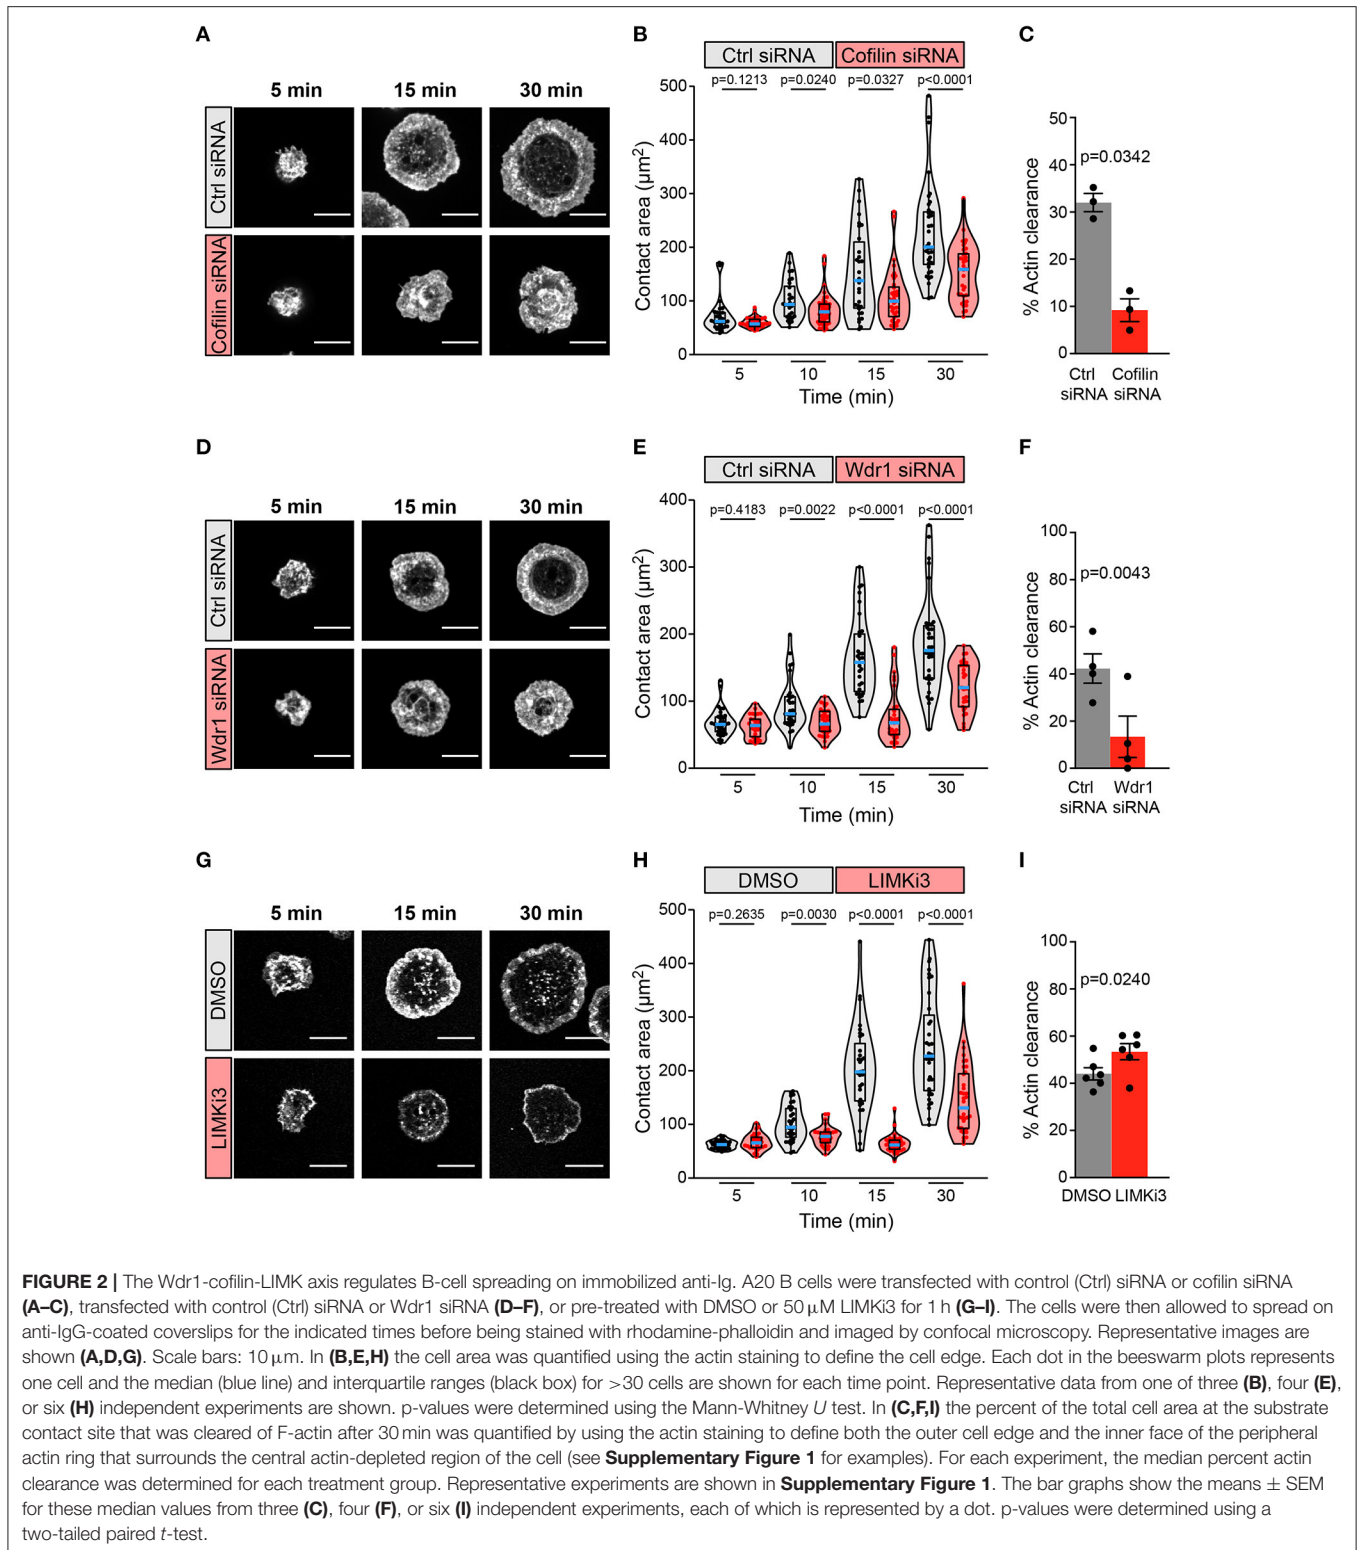 A
5 min 15 min 30 min
Ctrl siRNA
Cofilin siRNA
B
Ctrl siRNA Cofilin siRNA
p=0.1213 p=0.0240 p=0.0327 p<0.0001
Contact area (µm²)
500
400
300
200
100
0
5 10 15 30
Time (min)
C
% Actin clearance
50
40
30
20
10
0
p=0.0342
Ctrl siRNA
Cofilin siRNA
D
5 min 15 min 30 min
Ctrl siRNA
Wdr1 siRNA
E
Ctrl siRNA Wdr1 siRNA
p=0.4183 p=0.0022 p<0.0001 p<0.0001
Contact area (µm²)
400
300
200
100
0
5 10 15 30
Time (min)
F
% Actin clearance
100
80
60
40
20
0
p=0.0043
Ctrl siRNA
Wdr1 siRNA
G
5 min 15 min 30 min
DMSO
LIMKi3
H
DMSO LIMKi3
p=0.2635 p=0.0030 p<0.0001 p<0.0001
Contact area (µm²)
500
400
300
200
100
0
5 10 15 30
Time (min)
I
% Actin clearance
100
80
60
40
20
0
p=0.0240
DMSO LIMKi3
FIGURE 2 | The Wdr1-cofilin-LIMK axis regulates B-cell spreading on immobilized anti-Ig. A20 B cells were transfected with control (Ctrl) siRNA or cofilin siRNA
(A–C), transfected with control (Ctrl) siRNA or Wdr1 siRNA (D–F), or pre-treated with DMSO or 50 µM LIMKi3 for 1 h (G–I). The cells were then allowed to spread on
anti-IgG-coated coverslips for the indicated times before being stained with rhodamine-phalloidin and imaged by confocal microscopy. Representative images are
shown (A,D,G). Scale bars: 10 µm. In (B,E,H) the cell area was quantified using the actin staining to define the cell edge. Each dot in the beeswarm plots represents
one cell and the median (blue line) and interquartile ranges (black box) for >30 cells are shown for each time point. Representative data from one of three (B), four (E),
or six (H) independent experiments are shown. p-values were determined using the Mann-Whitney U test. In (C,F,I) the percent of the total cell area at the substrate
contact site that was cleared of F-actin after 30 min was quantified by using the actin staining to define both the outer cell edge and the inner face of the peripheral
actin ring that surrounds the central actin-depleted region of the cell (see Supplementary Figure 1 for examples). For each experiment, the median percent actin
clearance was determined for each treatment group. Representative experiments are shown in Supplementary Figure 1. The bar graphs show the means ± SEM
for these median values from three (C), four (F), or six (I) independent experiments, each of which is represented by a dot. p-values were determined using a
two-tailed paired t-test.